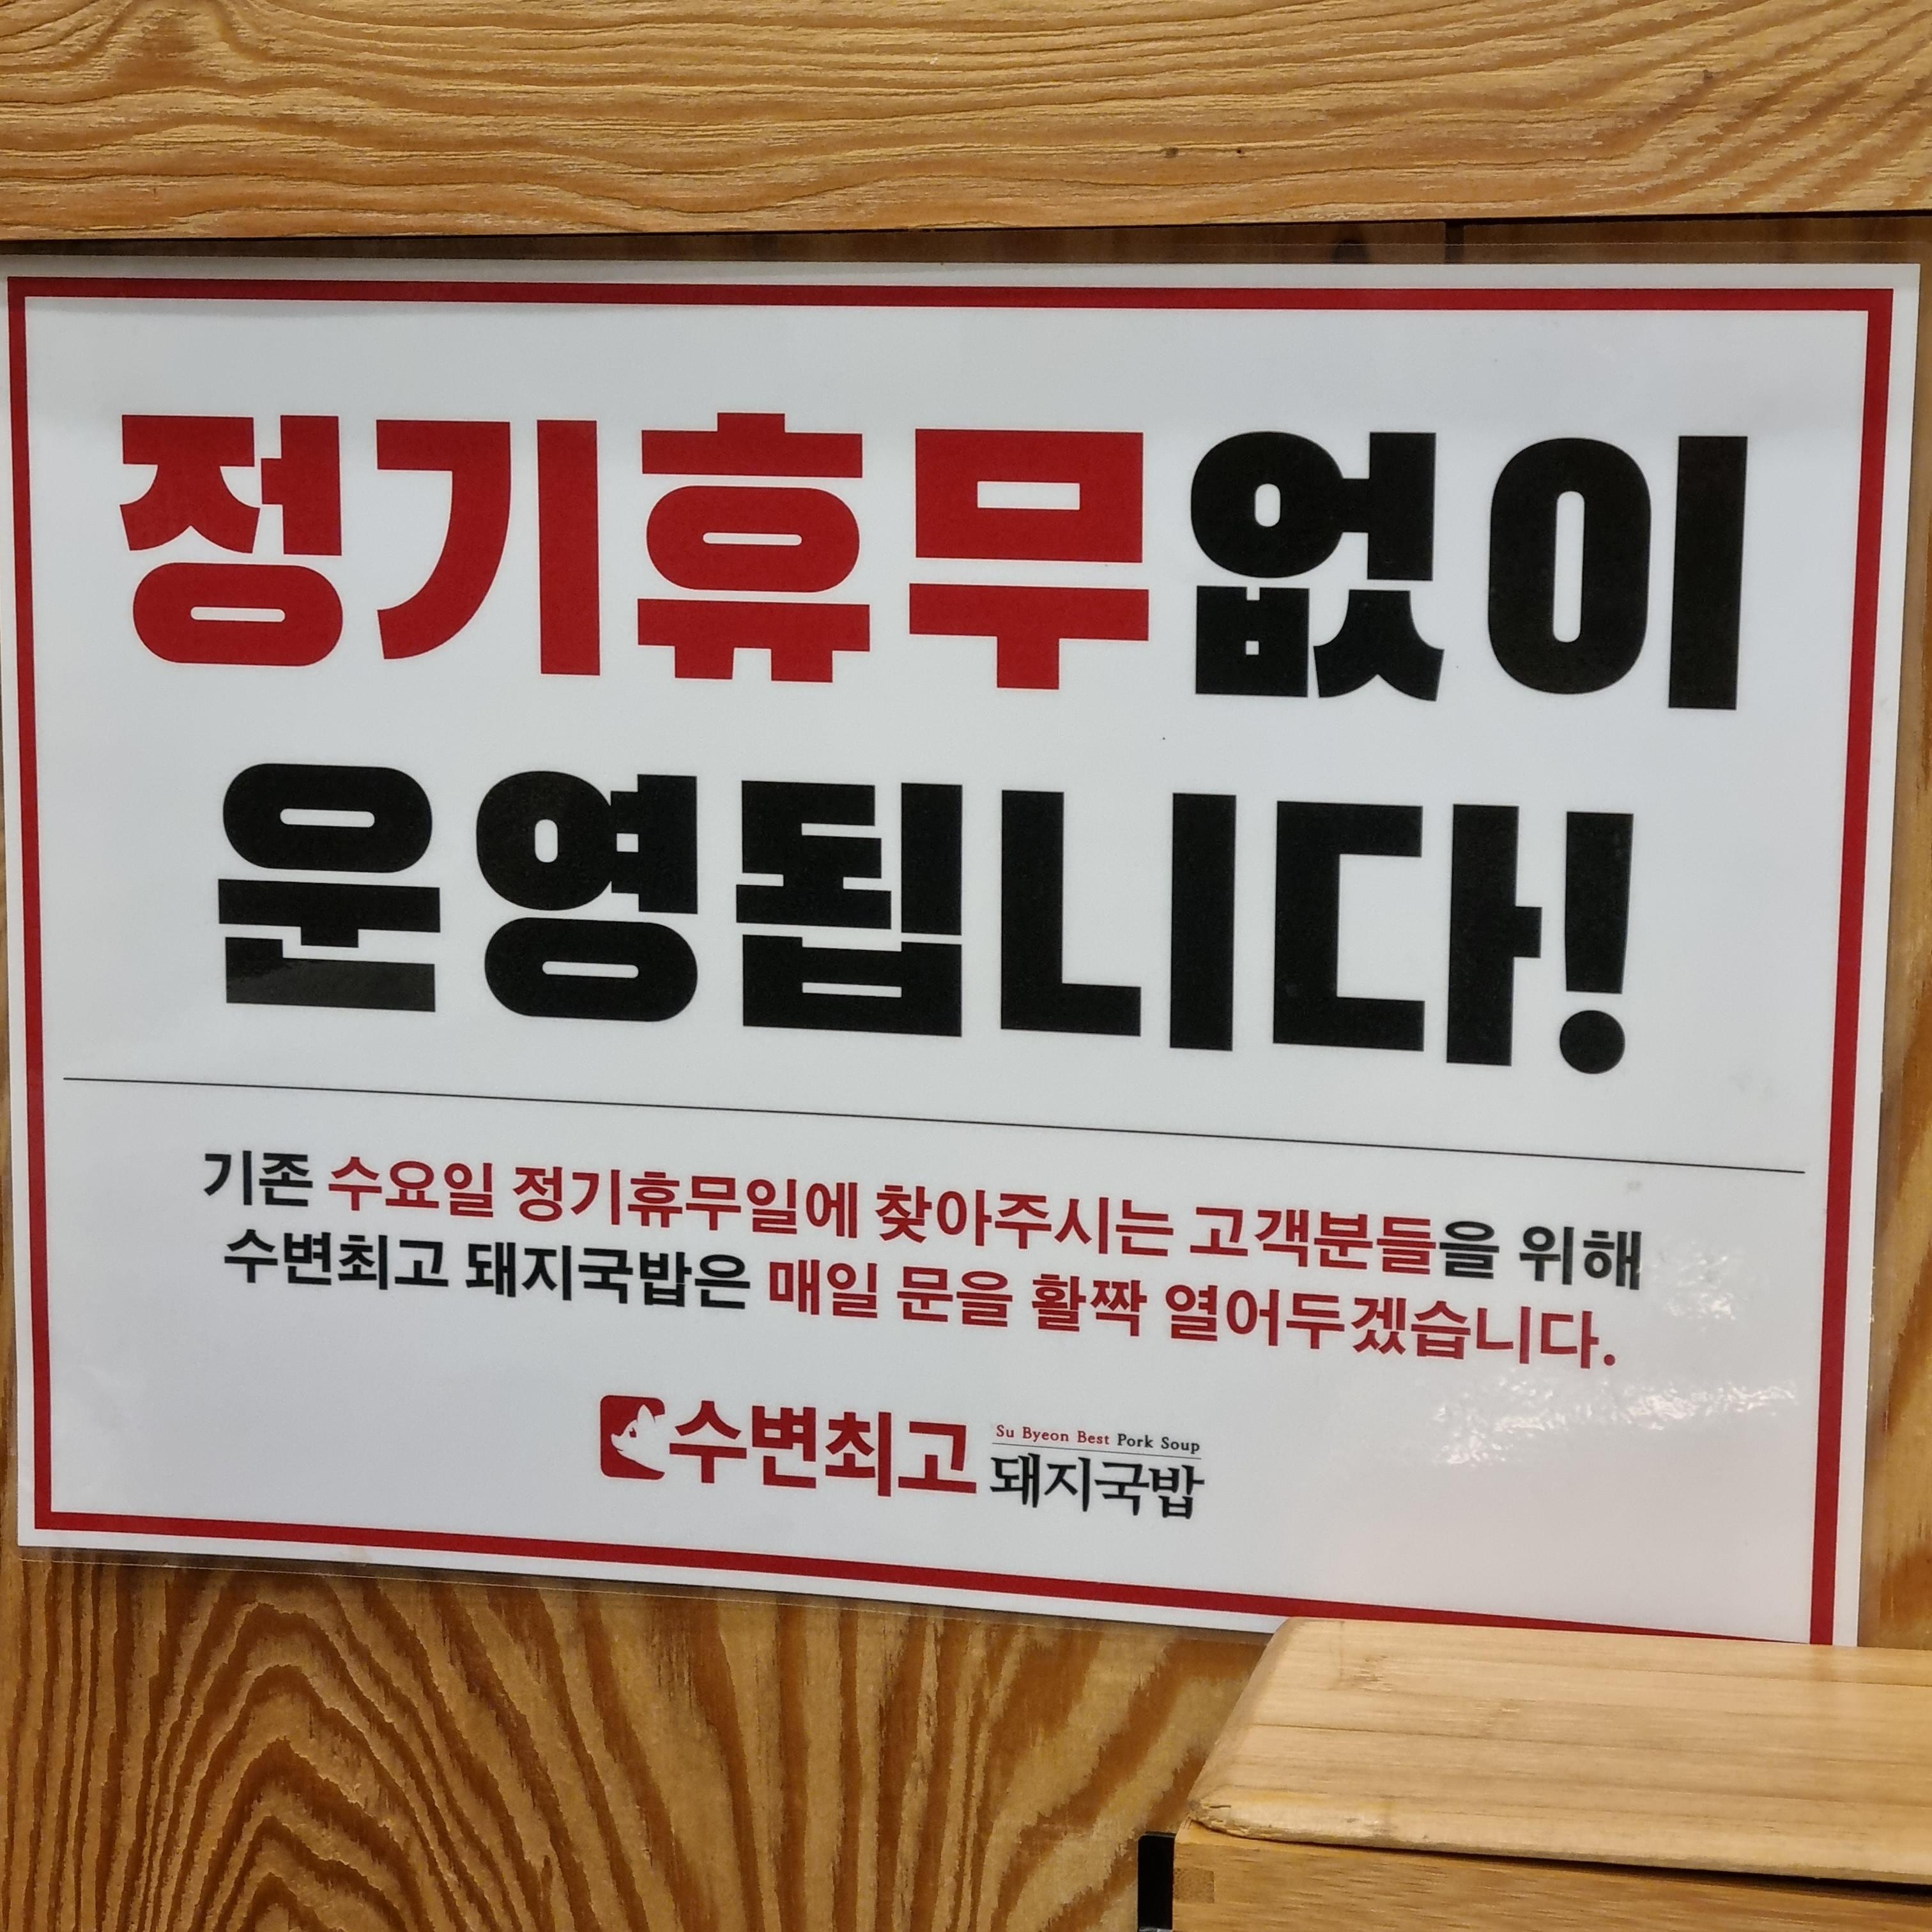 정기휴무없이
운영됩니다!
기존 수요일 정기휴무일에 찾아주시는 고객분들을 위해
수변최고 돼지국밥은 매일 문을 활짝 열어두겠습니다.
수변최고
Su Byeon Best Pork Soup
돼지국밥